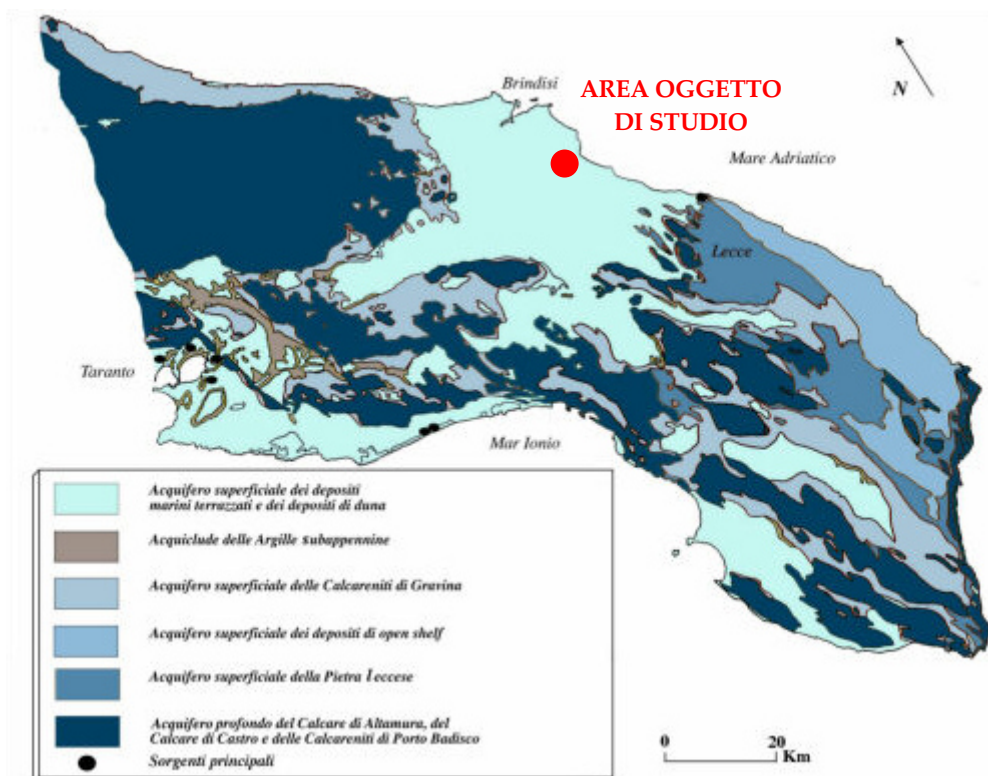 Brindisi
AREA OGGETTO
DI STUDIO
N
Mare Adriatico
Lecce
Taranto
Mar Ionio
Acquifero superficiale dei depositi
marini terrazzati e dei depositi di duna
Acquiclude delle Argille subappennine
Acquifero superficiale delle Calcareniti di Gravina
Acquifero superficiale dei depositi di open shelf
Acquifero superficiale della Pietra leccese
Acquifero profondo del Calcare di Altamura, del
Calcare di Castro e delle Calcareniti di Porto Badisco
Sorgenti principali
0 20
Km